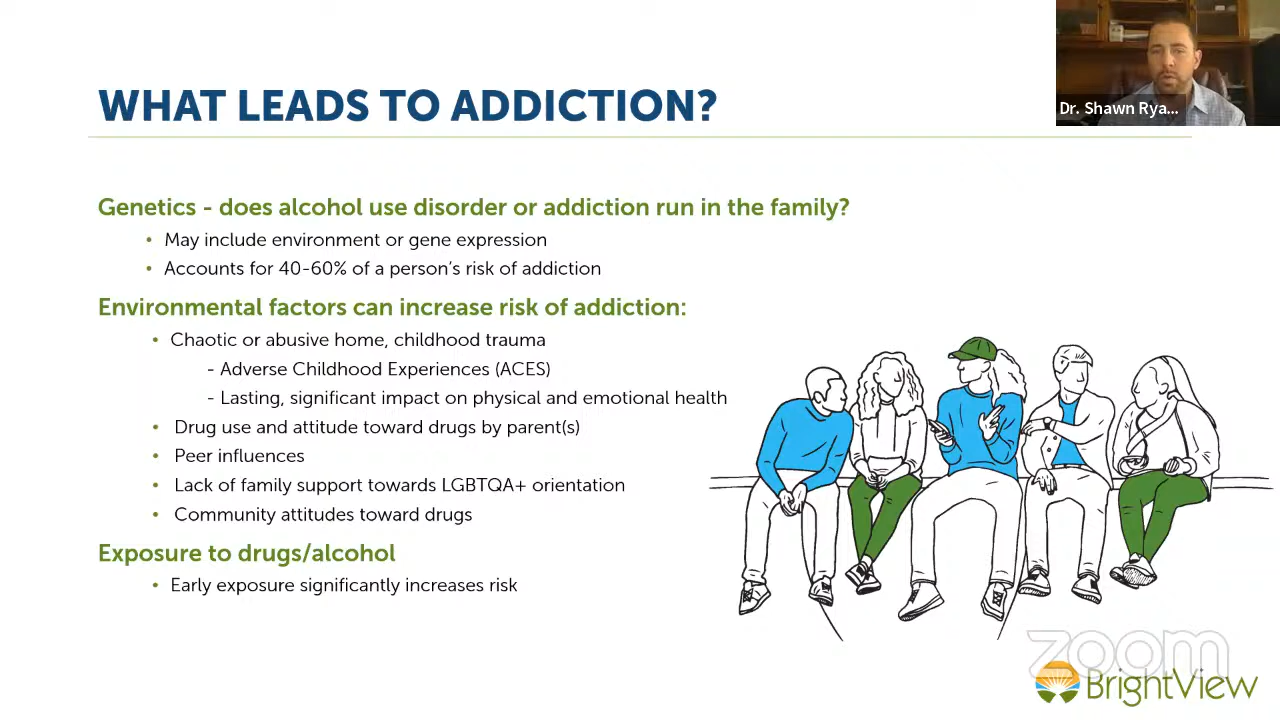 Dr. Shawn Rya...
WHAT LEADS TO ADDICTION?
Genetics - does alcohol use disorder or addiction run in the family?
• May include environment or gene expression
• Accounts for 40-60% of a person's risk of addiction
Environmental factors can increase risk of addiction:
• Chaotic or abusive home, childhood trauma
- Adverse Childhood Experiences (ACES)
- Lasting, significant impact on physical and emotional health
• Drug use and attitude toward drugs by parent(s)
• Peer influences
• Lack of family support towards LGBTQA+ orientation
• Community attitudes toward drugs
Exposure to drugs/alcohol
• Early exposure significantly increases risk
zoom
BrightView